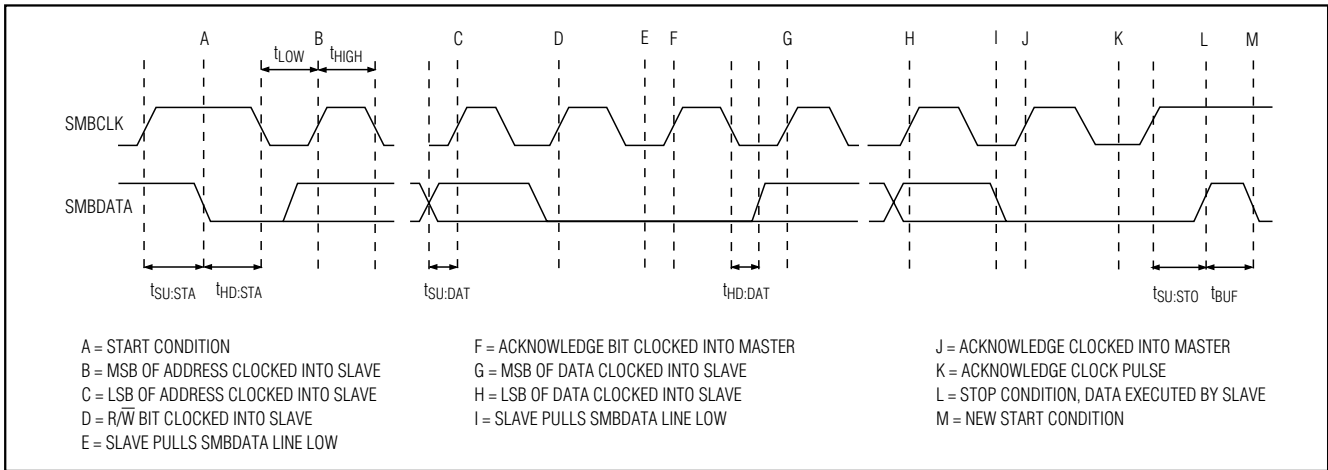 A B C D E F G H I J K L M
tLOW tHIGH
SMBCLK
SMBDATA
tSU:STA tHD:STA tSU:DAT tHD:DAT tSU:STO tBUF
A = START CONDITION
B = MSB OF ADDRESS CLOCKED INTO SLAVE
C = LSB OF ADDRESS CLOCKED INTO SLAVE
D = R/W̅ BIT CLOCKED INTO SLAVE
E = SLAVE PULLS SMBDATA LINE LOW
F = ACKNOWLEDGE BIT CLOCKED INTO MASTER
G = MSB OF DATA CLOCKED INTO SLAVE
H = LSB OF DATA CLOCKED INTO SLAVE
I = SLAVE PULLS SMBDATA LINE LOW
J = ACKNOWLEDGE CLOCKED INTO MASTER
K = ACKNOWLEDGE CLOCK PULSE
L = STOP CONDITION, DATA EXECUTED BY SLAVE
M = NEW START CONDITION